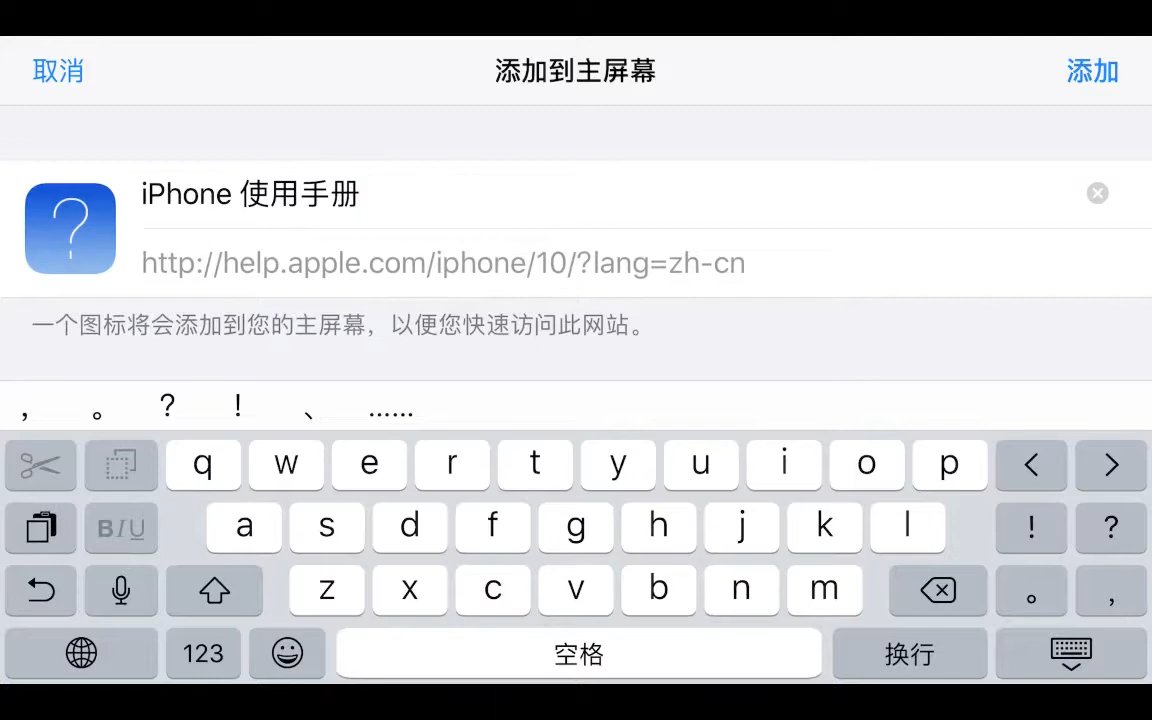 取消 添加到主屏幕 添加
?
iPhone 使用手册
http://help.apple.com/iphone/10/?lang=zh-cn
一个图标将会添加到您的主屏幕，以便您快速访问此网站。
， 。 ? ! 、 ……
q w e r t y u i o p < >
B I U a s d f g h j k l ! ?
z x c v b n m 。 ，
123 空格 换行